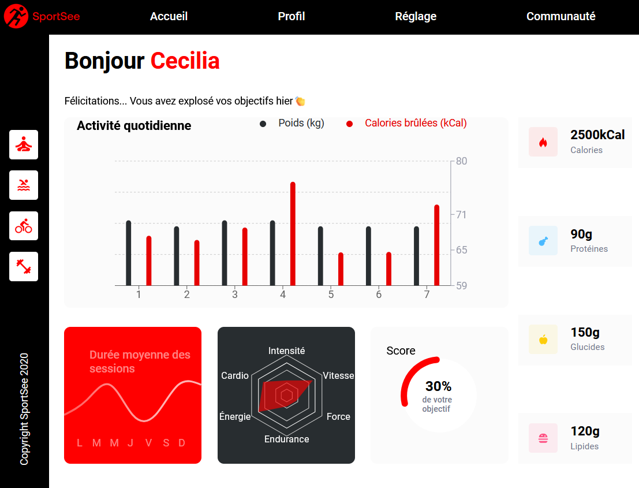 SportSee
Accueil
Profil
Réglage
Communauté
Bonjour Cecilia
Félicitations... Vous avez explosé vos objectifs hier 👏
Activité quotidienne
Poids (kg)
Calories brûlées (kCal)
80
71
65
59
1 2 3 4 5 6 7
2500kCal
Calories
90g
Protéines
150g
Glucides
120g
Lipides
Durée moyenne des
sessions
L M M J V S D
Intensité
Vitesse
Force
Endurance
Énergie
Cardio
Score
30%
de votre
objectif
Copyright SportSee 2020